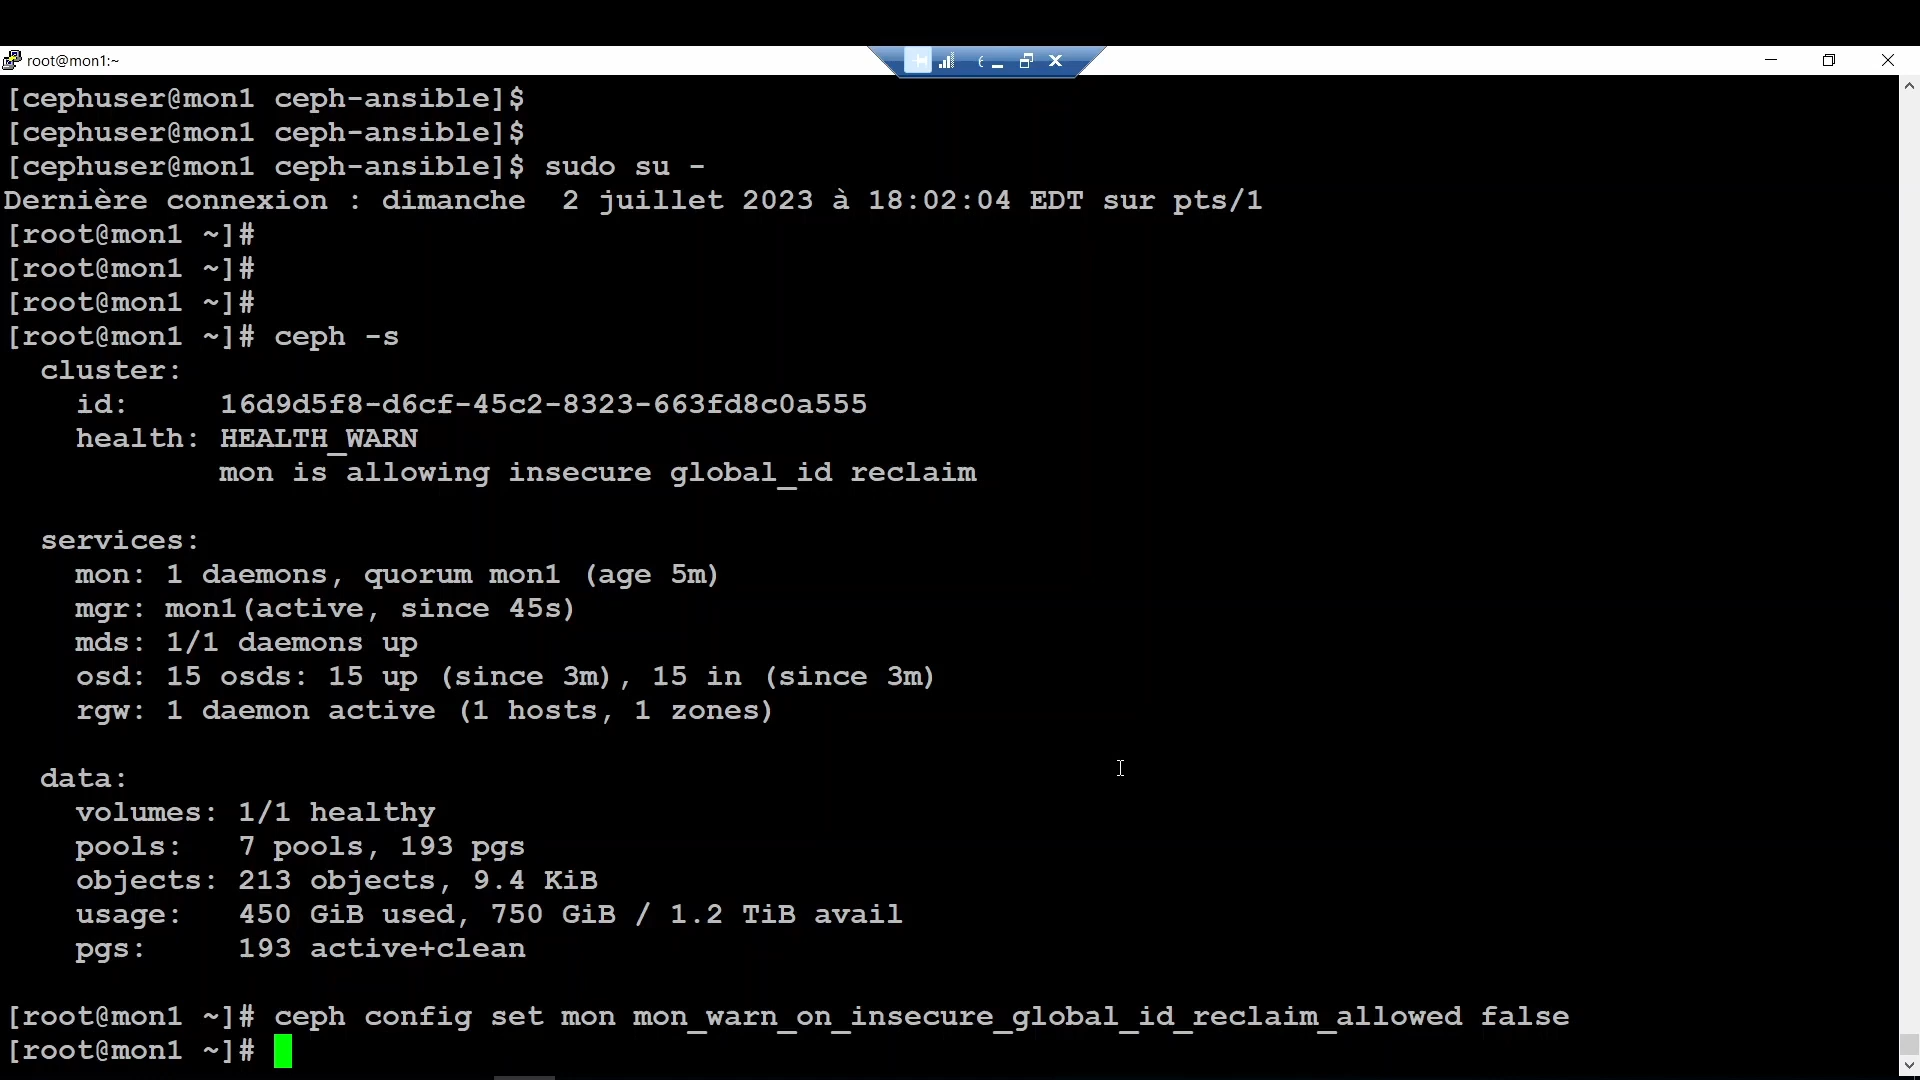 root@mon1:~
[cephuser@mon1 ceph-ansible]$
[cephuser@mon1 ceph-ansible]$
[cephuser@mon1 ceph-ansible]$ sudo su -
Dernière connexion : dimanche  2 juillet 2023 à 18:02:04 EDT sur pts/1
[root@mon1 ~]#
[root@mon1 ~]#
[root@mon1 ~]#
[root@mon1 ~]# ceph -s
  cluster:
    id:     16d9d5f8-d6cf-45c2-8323-663fd8c0a555
    health: HEALTH_WARN
            mon is allowing insecure global_id reclaim

  services:
    mon: 1 daemons, quorum mon1 (age 5m)
    mgr: mon1(active, since 45s)
    mds: 1/1 daemons up
    osd: 15 osds: 15 up (since 3m), 15 in (since 3m)
    rgw: 1 daemon active (1 hosts, 1 zones)

  data:
    volumes: 1/1 healthy
    pools:   7 pools, 193 pgs
    objects: 213 objects, 9.4 KiB
    usage:   450 GiB used, 750 GiB / 1.2 TiB avail
    pgs:     193 active+clean

[root@mon1 ~]# ceph config set mon mon_warn_on_insecure_global_id_reclaim_allowed false
[root@mon1 ~]#